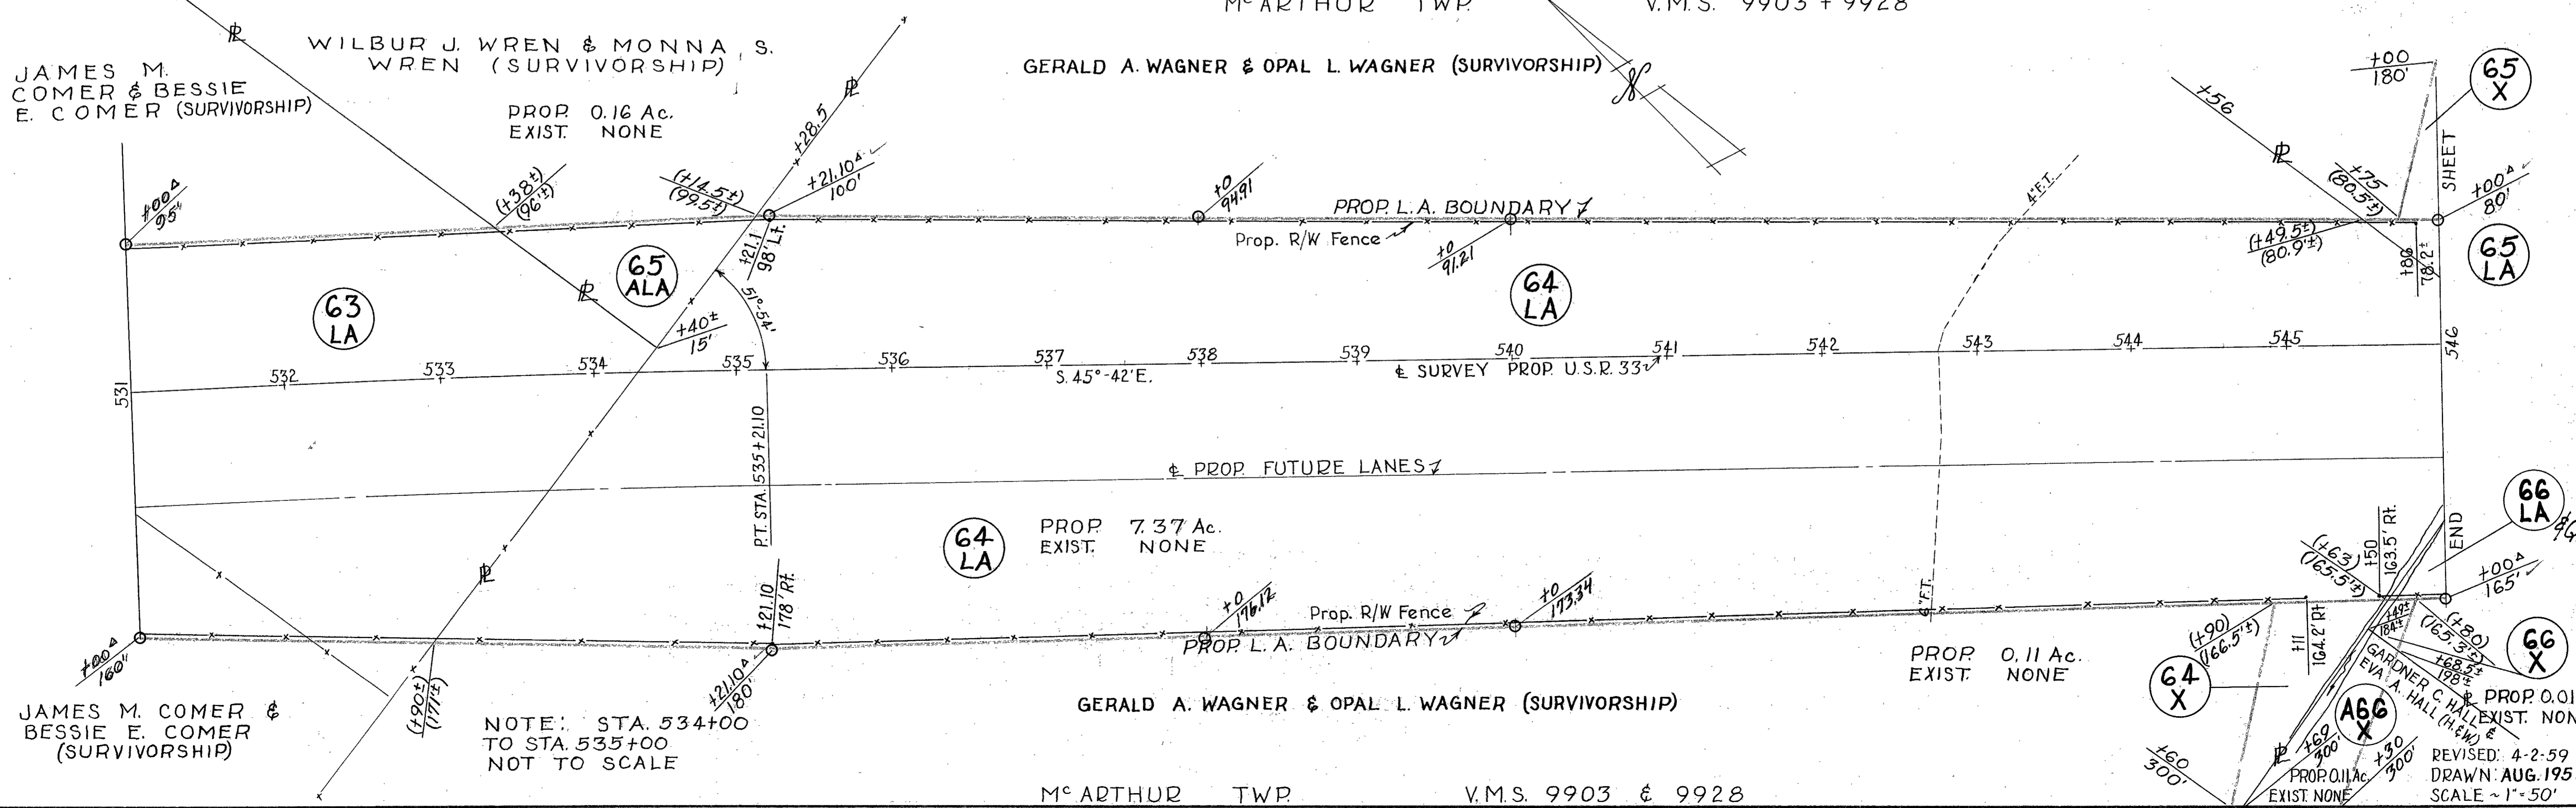 McARTHUR TWP. V.M.S. 9903 + 9928
JAMES M.
COMER & BESSIE
E. COMER (SURVIVORSHIP)
WILBUR J. WREN & MONNA S.
WREN (SURVIVORSHIP)
PROP. 0.16 Ac.
EXIST. NONE
GERALD A. WAGNER & OPAL L. WAGNER (SURVIVORSHIP)
N
PL
PL
+28.5
+00
180'
65
X
+56
PL
+00
95'
(+38±)
(96'±)
(+14.5±)
(99.5±)
+21.10
100'
+0
94.91
PROP. L.A. BOUNDARY
Prop. R/W Fence
+0
91.21
4" F.T.
+75
(80.5'±)
SHEET
+00
80'
(+49.5±)
(80.9'±)
+86
78.2±
65
LA
63
LA
PL
65
ALA
+21.1
98' Lt.
51°-54'
+40±
15'
64
LA
531
532
533
534
535
536
537
538
539
540
541
542
543
544
545
546
S. 45°-42'E.
℄ SURVEY PROP. U.S.R. 33
P.T. STA. 535+21.10
℄ PROP. FUTURE LANES
64
LA
PROP. 7.37 Ac.
EXIST. NONE
PL
+21.10
178' Rt.
+0
176.12
Prop. R/W Fence
PROP. L.A. BOUNDARY
+0
173.34
6" F.T.
(+63)
(165.5'±)
+50
163.5' Rt.
END
66
LA
+00
165'
+00
160'
(+90±)
(171'±)
+21.10
180'
(+90)
(166.5'±)
+11
164.2' Rt
+49±
184±
(+80)
(165.3'±)
+68.5±
198±
66
X
PROP. 0.11 Ac.
EXIST. NONE
64
X
GARDNER C. HALL &
EVA A. HALL (H.&W.)
PL PROP. 0.01
EXIST. NON
A66
X
JAMES M. COMER &
BESSIE E. COMER
(SURVIVORSHIP)
NOTE: STA. 534+00
TO STA. 535+00
NOT TO SCALE
GERALD A. WAGNER & OPAL L. WAGNER (SURVIVORSHIP)
+60
300'
PL
+69
300'
+30
300'
PROP. 0.11 Ac.
EXIST. NONE
REVISED: 4-2-59
DRAWN: AUG. 195
SCALE ~ 1"=50'
McARTHUR TWP. V.M.S. 9903 & 9928